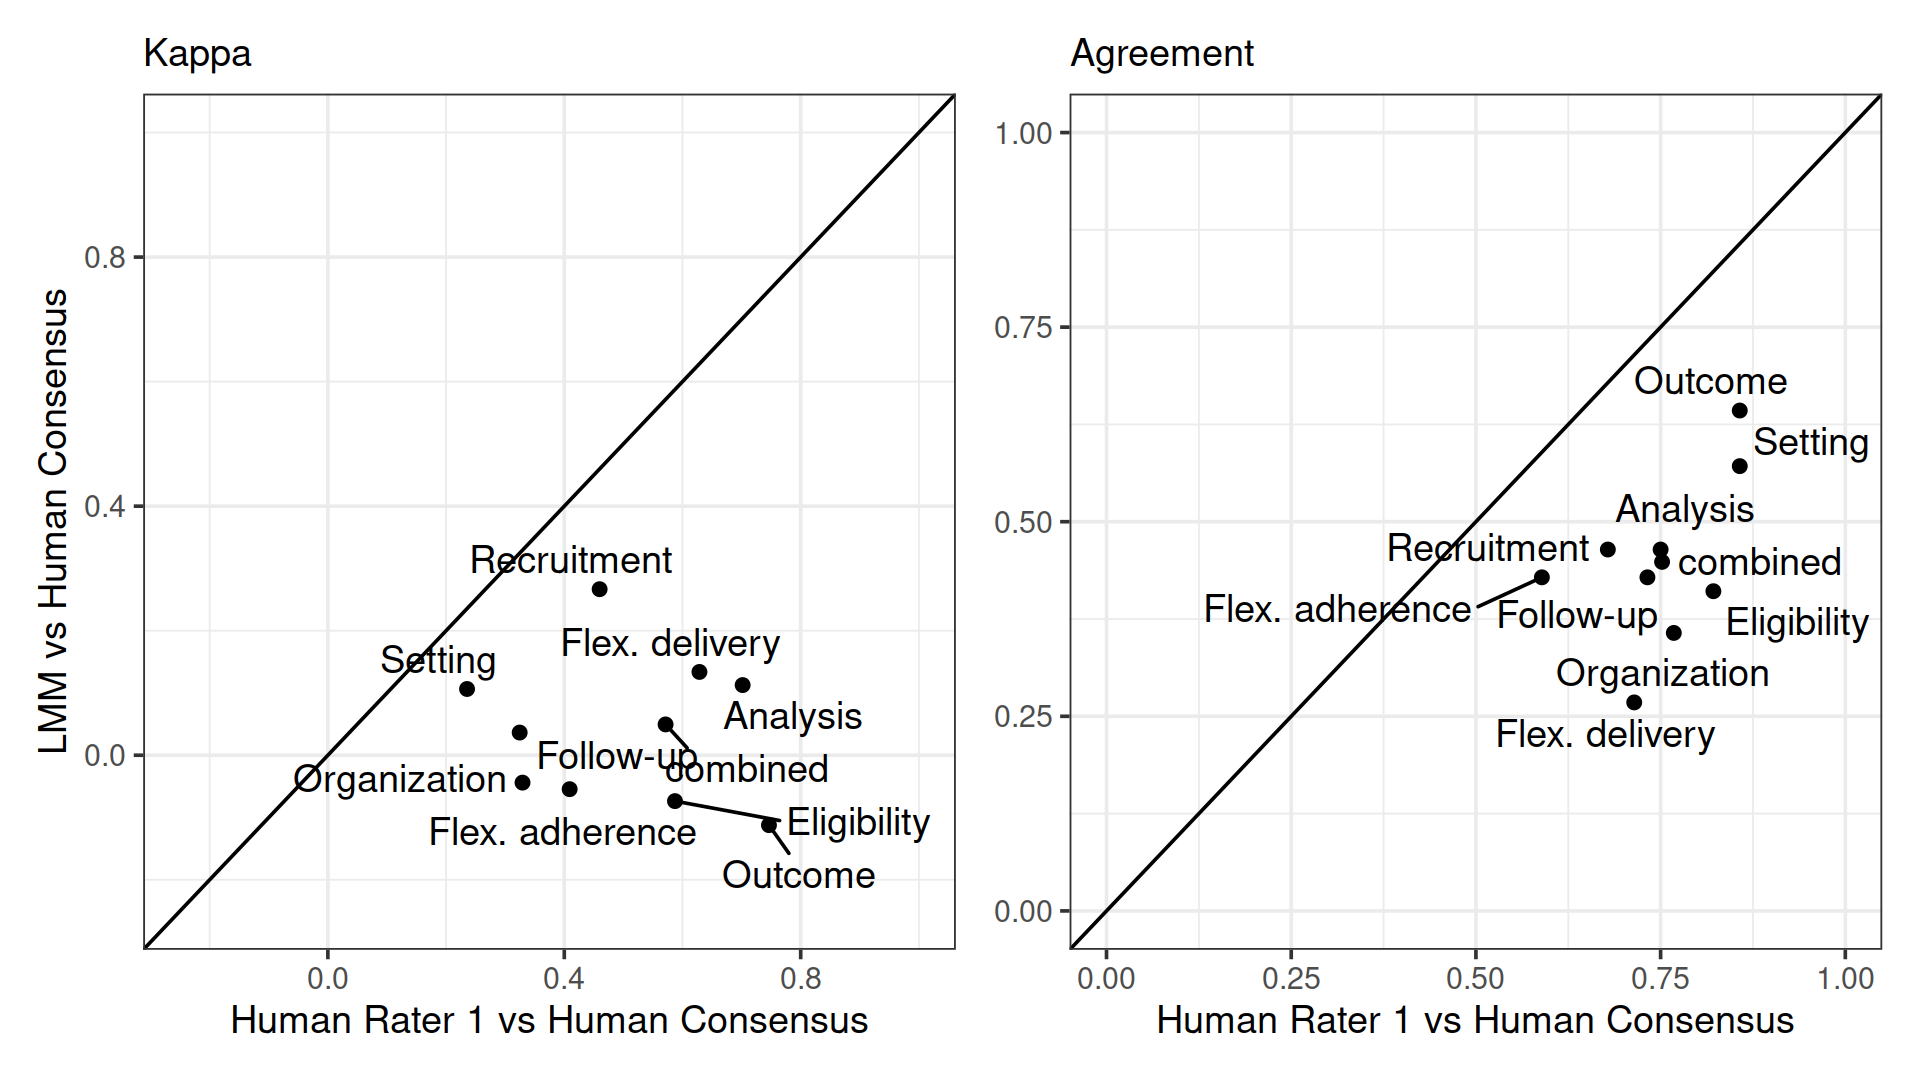 Kappa
LMM vs Human Consensus
0.8
0.4
0.0
Recruitment
Flex. delivery
Setting
Analysis
Follow-up
combined
Organization
Eligibility
Flex. adherence
Outcome
0.0 0.4 0.8
Human Rater 1 vs Human Consensus
Agreement
1.00
0.75
0.50
0.25
0.00
Outcome
Setting
Analysis
Recruitment
combined
Flex. adherence
Follow-up
Eligibility
Organization
Flex. delivery
0.00 0.25 0.50 0.75 1.00
Human Rater 1 vs Human Consensus